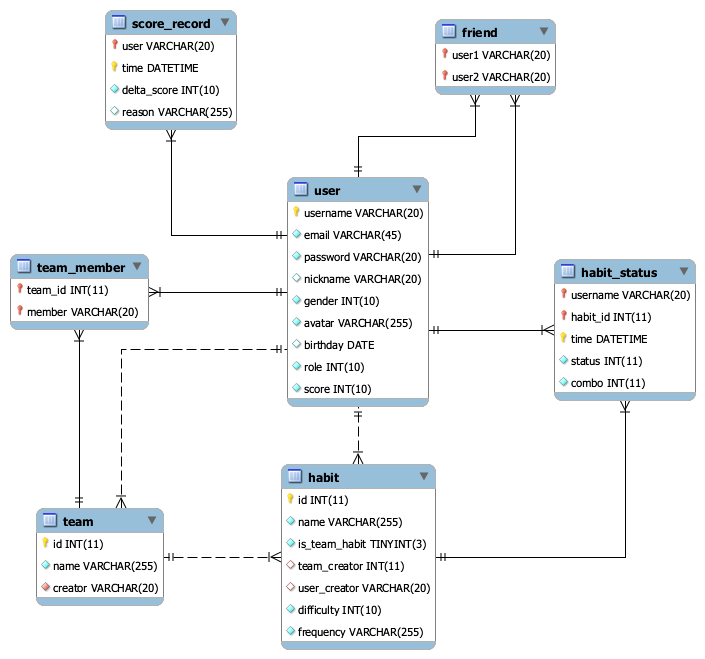 score_record
user VARCHAR(20)
time DATETIME
delta_score INT(10)
reason VARCHAR(255)
friend
user1 VARCHAR(20)
user2 VARCHAR(20)
user
username VARCHAR(20)
email VARCHAR(45)
password VARCHAR(20)
nickname VARCHAR(20)
gender INT(10)
avatar VARCHAR(255)
birthday DATE
role INT(10)
score INT(10)
team_member
team_id INT(11)
member VARCHAR(20)
habit_status
username VARCHAR(20)
habit_id INT(11)
time DATETIME
status INT(11)
combo INT(11)
team
id INT(11)
name VARCHAR(255)
creator VARCHAR(20)
habit
id INT(11)
name VARCHAR(255)
is_team_habit TINYINT(3)
team_creator INT(11)
user_creator VARCHAR(20)
difficulty INT(10)
frequency VARCHAR(255)